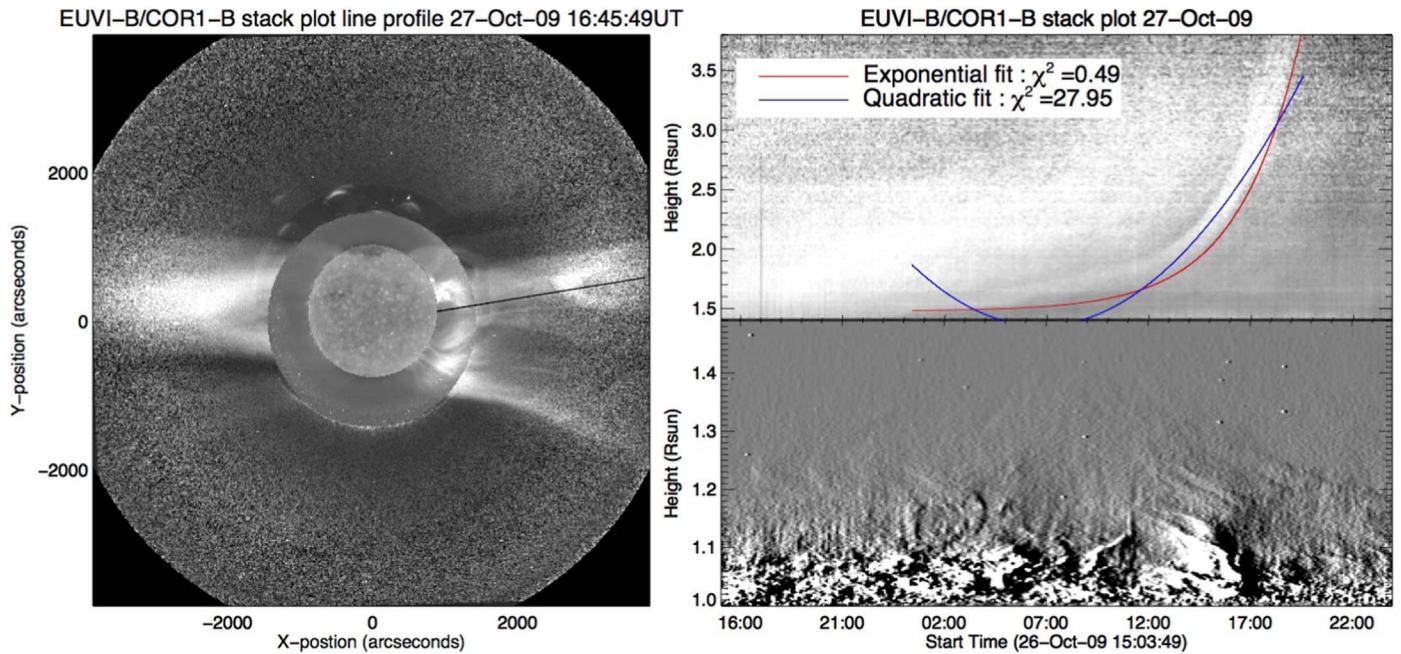 EUVI-B/COR1-B stack plot line profile 27-Oct-09 16:45:49UT
2000
0
-2000
Y-position (arcseconds)
-2000
0
2000
X-postion (arcseconds)
EUVI-B/COR1-B stack plot 27-Oct-09
Exponential fit : χ² =0.49
Quadratic fit : χ² =27.95
3.5
3.0
2.5
2.0
1.5
Height (Rsun)
1.4
1.3
1.2
1.1
1.0
Height (Rsun)
16:00
21:00
02:00
07:00
12:00
17:00
22:00
Start Time (26-Oct-09 15:03:49)